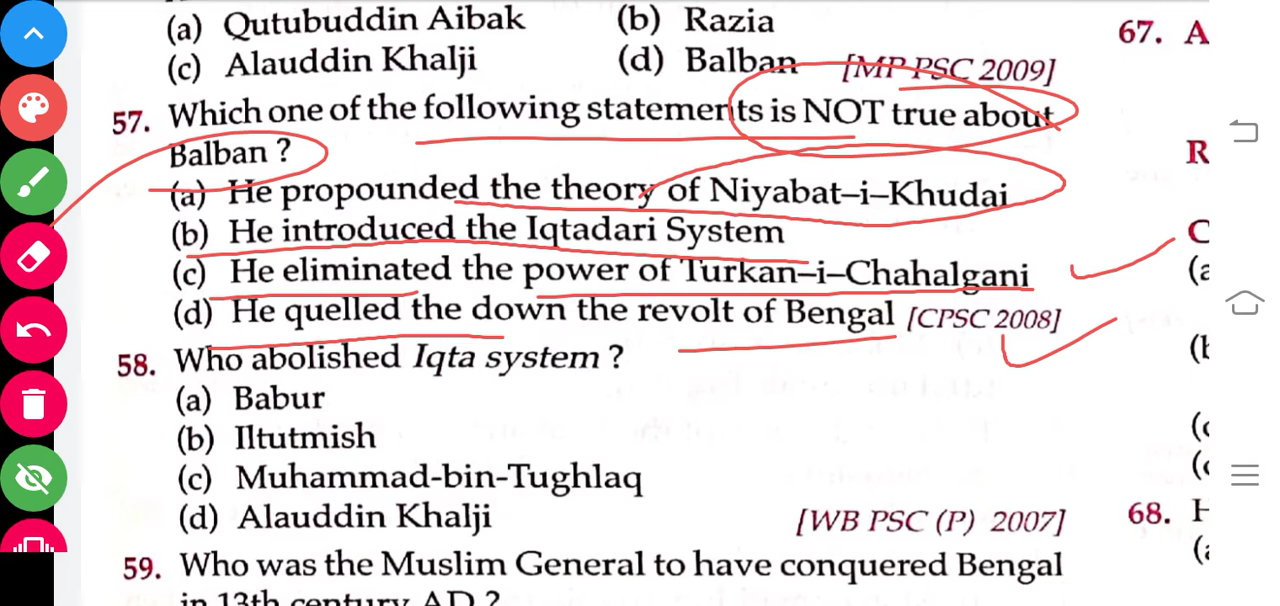 (a) Qutubuddin Aibak (b) Razia
(c) Alauddin Khalji (d) Balban [MP PSC 2009]
57. Which one of the following statements is NOT true about
Balban ?
(a) He propounded the theory of Niyabat-i-Khudai
(b) He introduced the Iqtadari System
(c) He eliminated the power of Turkan-i-Chahalgani
(d) He quelled the down the revolt of Bengal [CPSC 2008]
58. Who abolished Iqta system ?
(a) Babur
(b) Iltutmish
(c) Muhammad-bin-Tughlaq
(d) Alauddin Khalji [WB PSC (P) 2007]
59. Who was the Muslim General to have conquered Bengal
in 13th century AD ?
67. A
R
68.